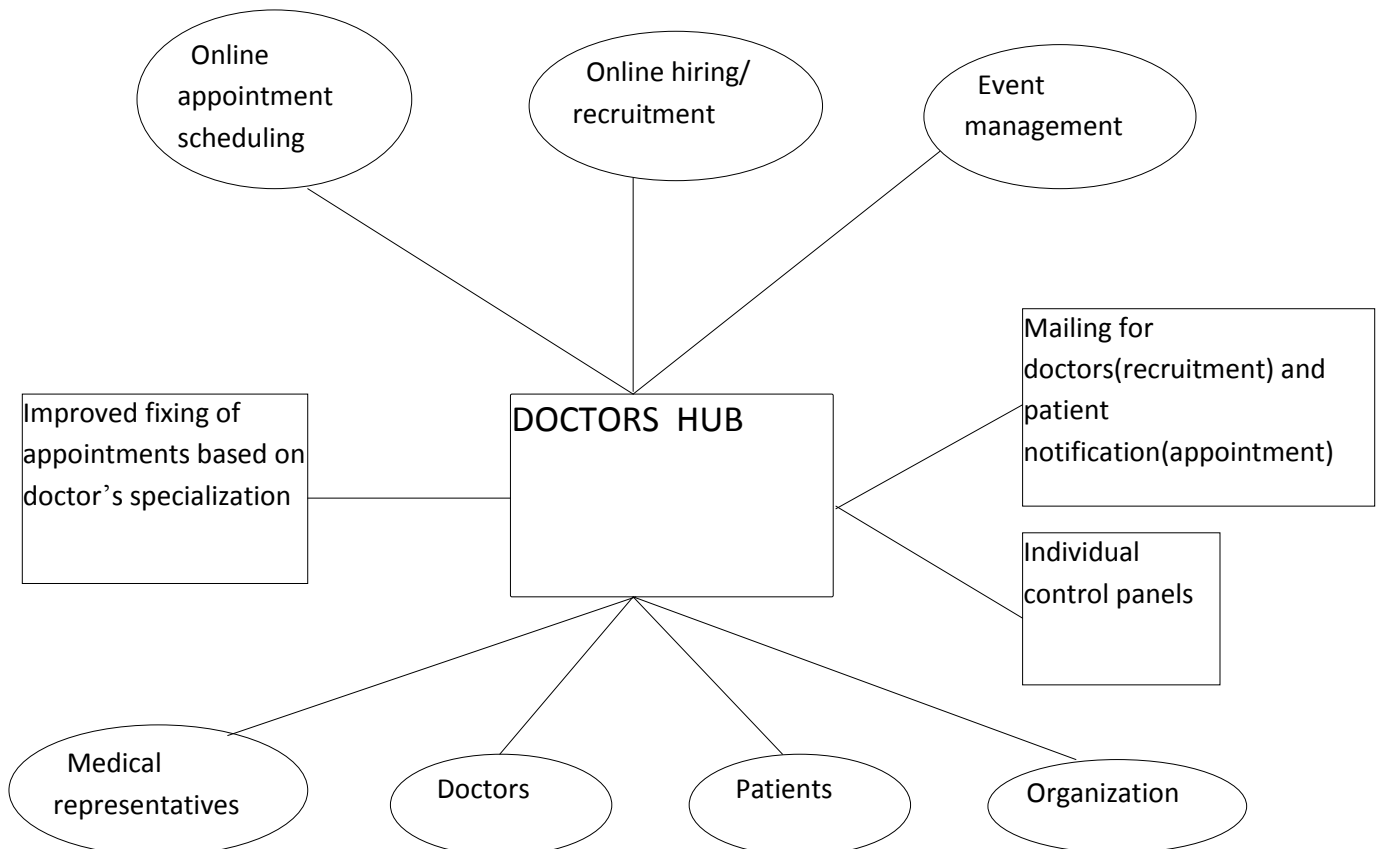 Online
appointment
scheduling
Online hiring/
recruitment
Event
management
Improved fixing of
appointments based on
doctor’s specialization
DOCTORS HUB
Mailing for
doctors(recruitment) and
patient
notification(appointment)
Individual
control panels
Medical
representatives
Doctors
Patients
Organization